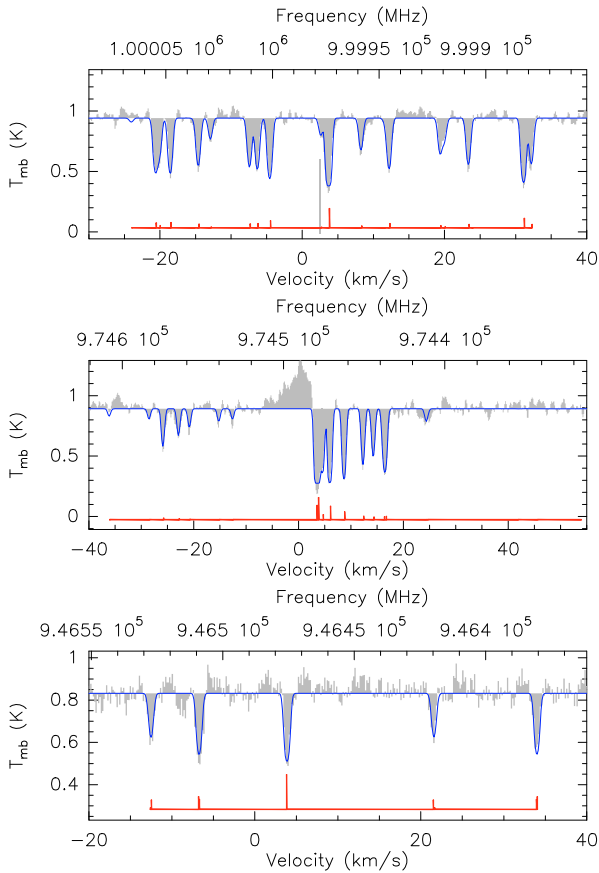 Frequency (MHz)
1.00005 10⁶ 10⁶ 9.9995 10⁵ 9.999 10⁵
1
0.5
0
T_mb (K)
−20 0 20 40
Velocity (km/s)
Frequency (MHz)
9.746 10⁵ 9.745 10⁵ 9.744 10⁵
1
0.5
0
T_mb (K)
−40 −20 0 20 40
Velocity (km/s)
Frequency (MHz)
9.4655 10⁵ 9.465 10⁵ 9.4645 10⁵ 9.464 10⁵
1
0.8
0.6
0.4
T_mb (K)
−20 0 20 40
Velocity (km/s)